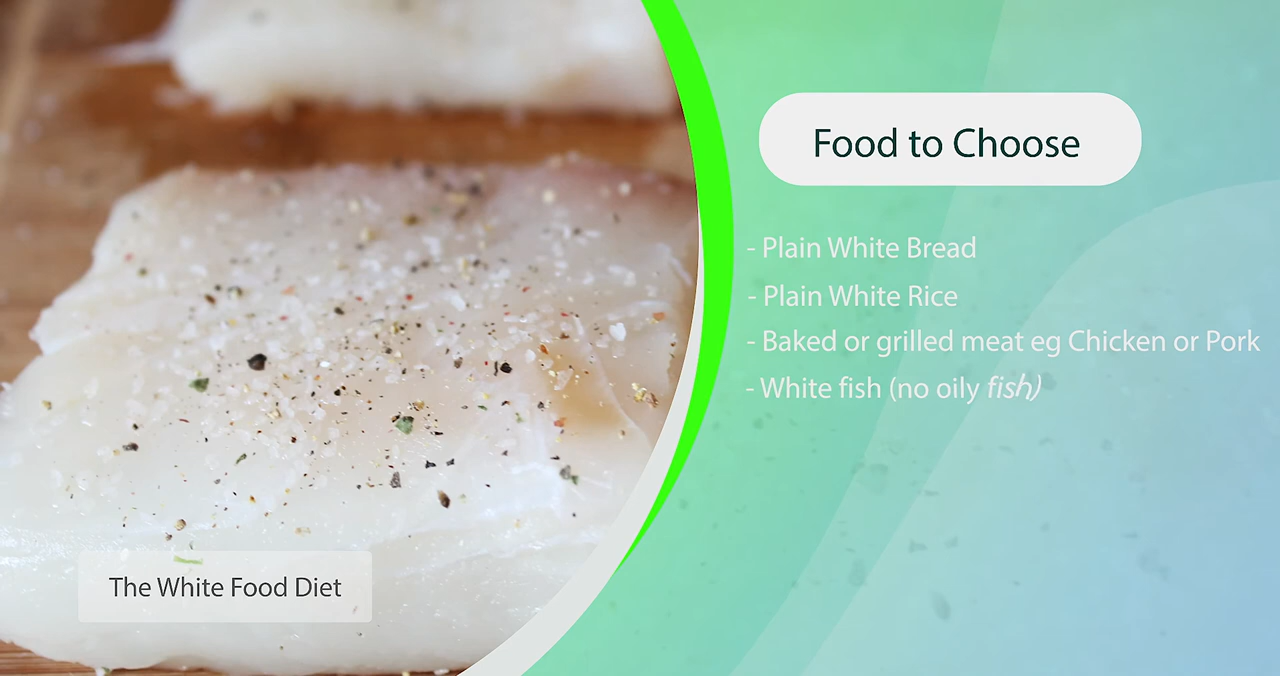 Food to Choose
- Plain White Bread
- Plain White Rice
- Baked or grilled meat eg Chicken or Pork
- White fish (no oily fish)
The White Food Diet